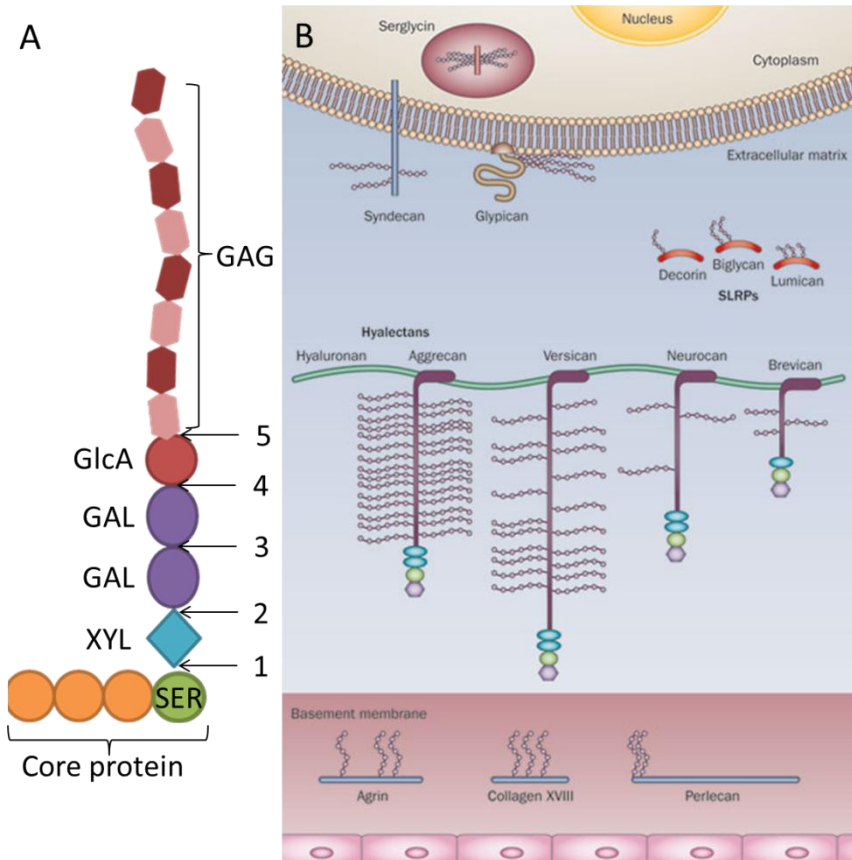 A
GAG
5
GlcA
4
GAL
3
GAL
2
XYL
1
SER
Core protein
B
Nucleus
Serglycin
Cytoplasm
Extracellular matrix
Syndecan
Glypican
Decorin
Biglycan
Lumican
SLRPs
Hyalectans
Hyaluronan
Aggrecan
Versican
Neurocan
Brevican
Basement membrane
Agrin
Collagen XVIII
Perlecan